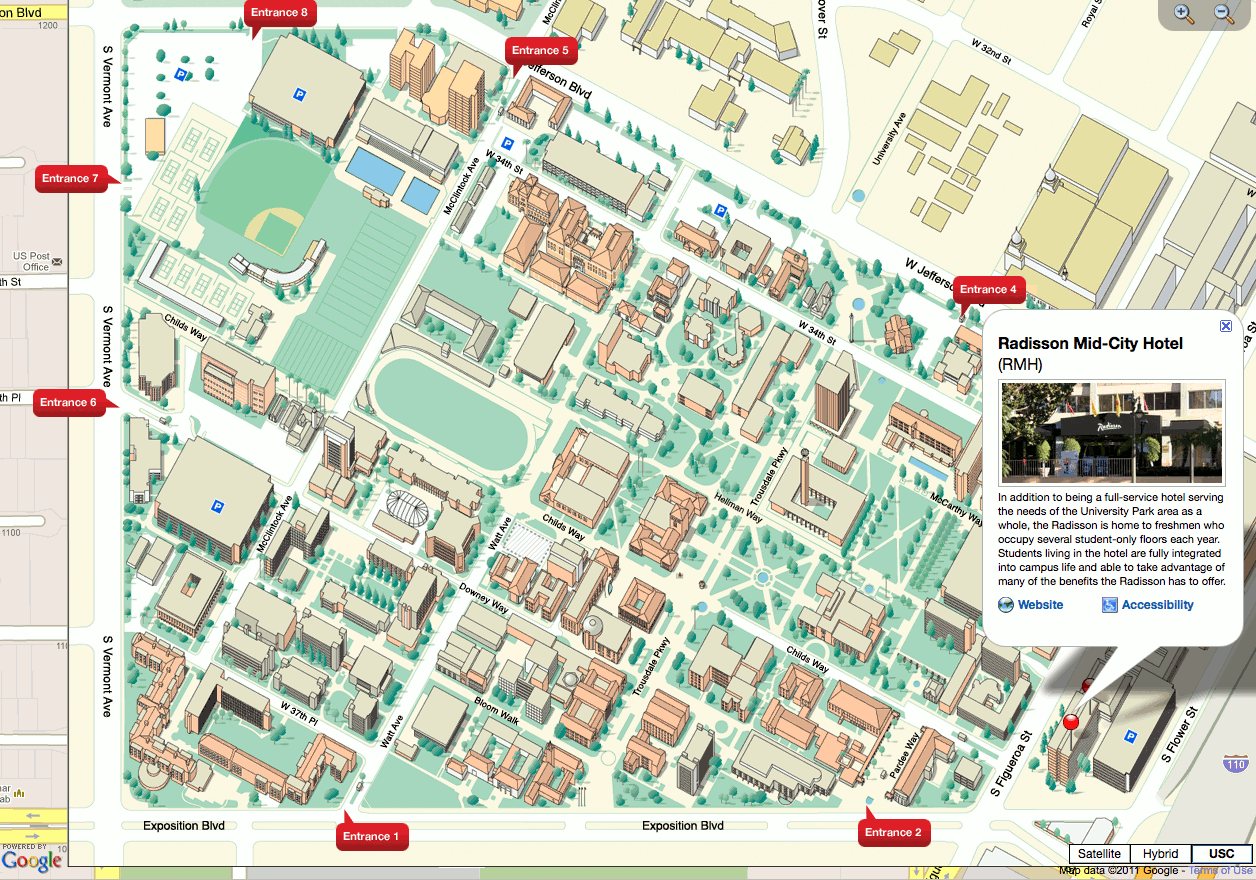 on Blvd
1200
Entrance 8
McClin
over St
Royal S
W 32nd St
Entrance 5
efferson Blvd
S Vermont Ave
P
P
University Ave
P
W 34th St
McClintock Ave
Entrance 7
P
US Post
Office
th St
W Jefferso
Entrance 4
Childs Way
S Vermont Ave
W 34th St
th Pl
Entrance 6
Radisson Mid-City Hotel
(RMH)
Radisson
In addition to being a full-service hotel serving
the needs of the University Park area as a
whole, the Radisson is home to freshmen who
occupy several student-only floors each year.
Students living in the hotel are fully integrated
into campus life and able to take advantage of
many of the benefits the Radisson has to offer.
Website
Accessibility
Trousdale Pkwy
Hellman Way
McCarthy Way
P
McClintock Ave
1100
Watt Ave
Childs Way
Downey Way
S Vermont Ave
Trousdale Pkwy
Childs Way
Bloom Walk
W 37th Pl
Watt Ave
Pardee Way
S Figueroa St
P
S Flower St
110
Exposition Blvd
Entrance 1
Exposition Blvd
Entrance 2
POWERED BY
Google
10
Satellite
Hybrid
USC
Map data ©2011 Google - Terms of Use